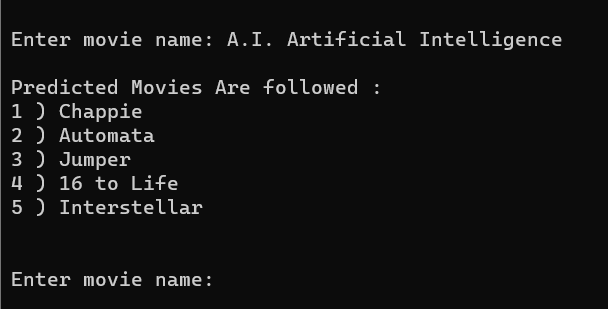 Enter movie name: A.I. Artificial Intelligence
Predicted Movies Are followed :
1 ) Chappie
2 ) Automata
3 ) Jumper
4 ) 16 to Life
5 ) Interstellar
Enter movie name: